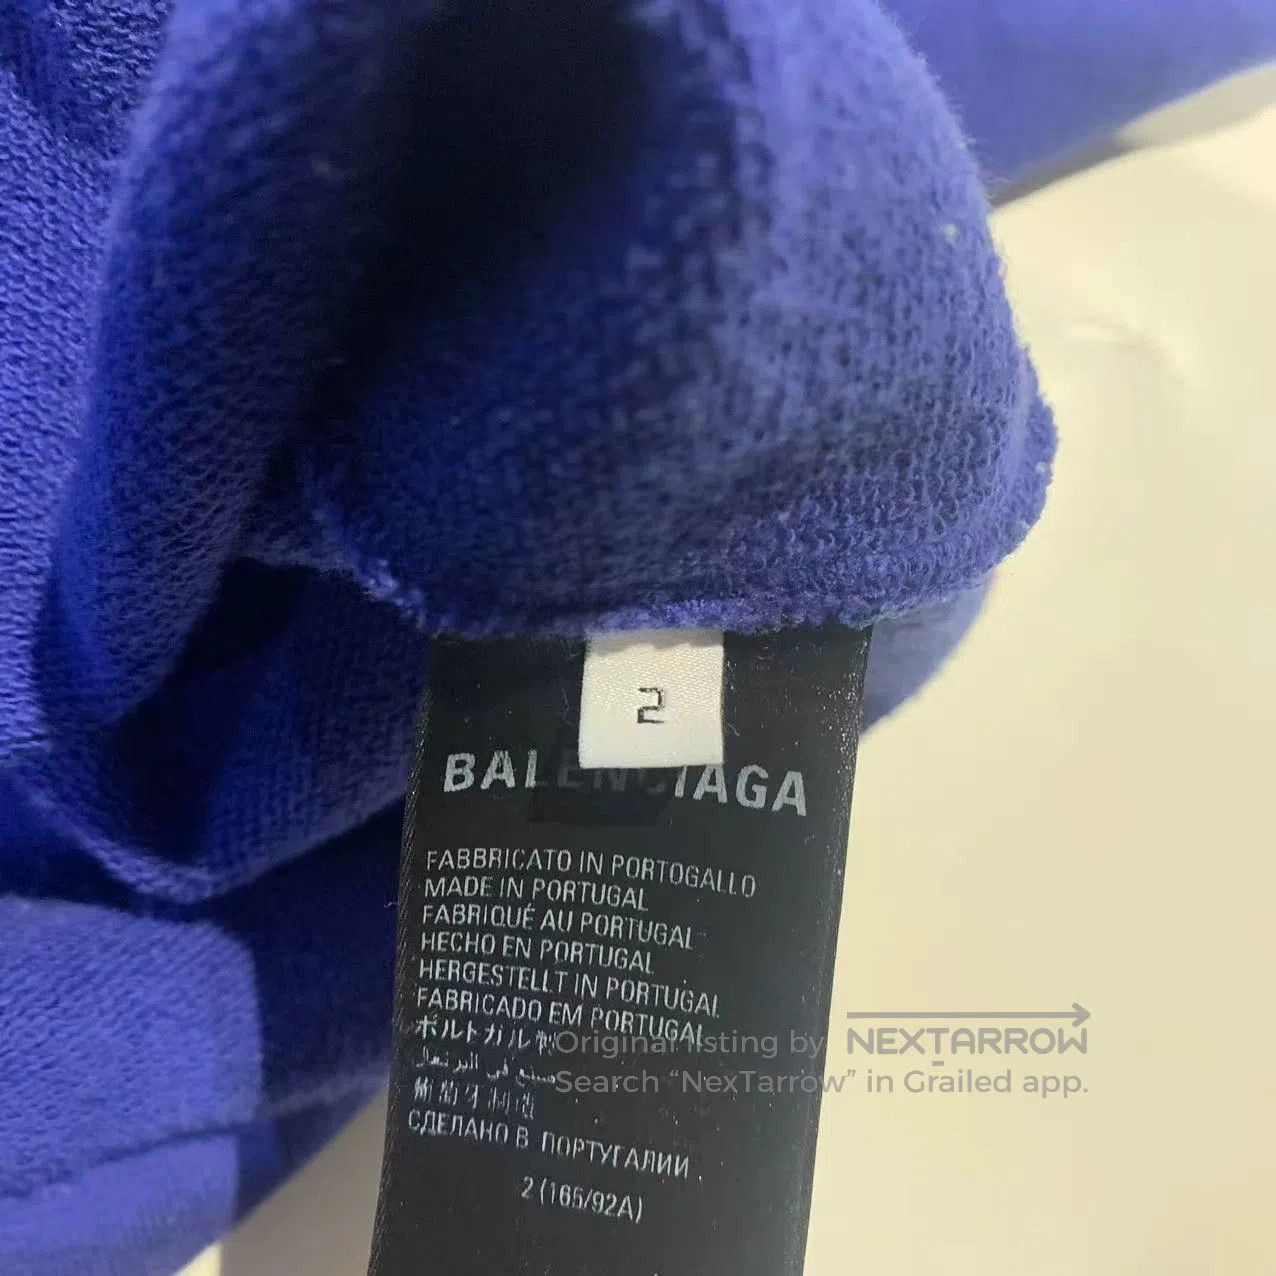 2
BALENCIAGA
FABBRICATO IN PORTOGALLO
MADE IN PORTUGAL
FABRIQUÉ AU PORTUGAL
HECHO EN PORTUGAL
HERGESTELLT IN PORTUGAL
FABRICADO EM PORTUGAL
ポルトガル製
صنع في البرتغال
葡萄牙制造
СДЕЛАНО В ПОРТУГАЛИИ
2 (165/92A)
Original listing by NEXTARROW
Search “NexTarrow” in Grailed app.